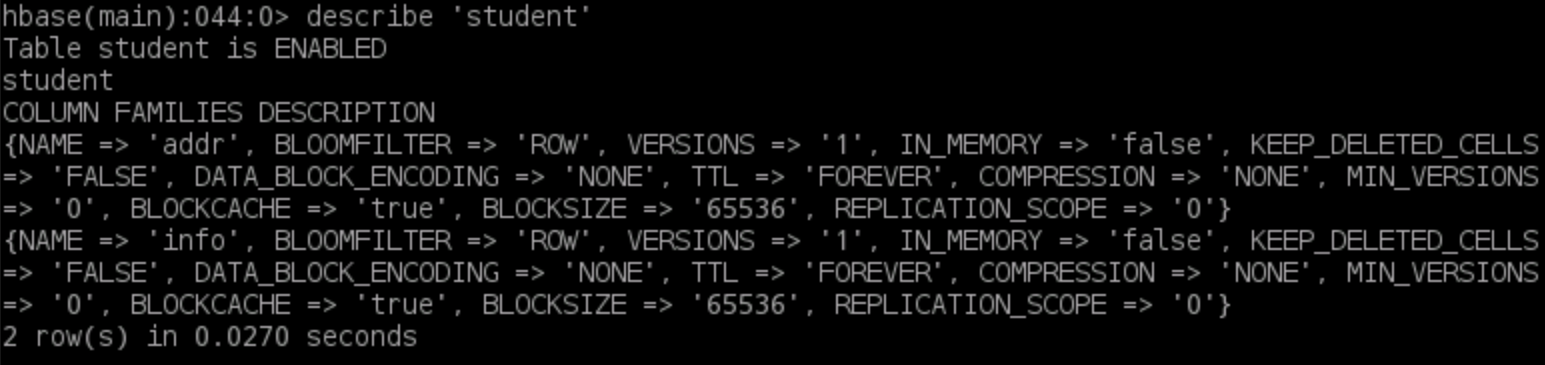 hbase(main):044:0> describe 'student'
Table student is ENABLED
student
COLUMN FAMILIES DESCRIPTION
{NAME => 'addr', BLOOMFILTER => 'ROW', VERSIONS => '1', IN_MEMORY => 'false', KEEP_DELETED_CELLS
=> 'FALSE', DATA_BLOCK_ENCODING => 'NONE', TTL => 'FOREVER', COMPRESSION => 'NONE', MIN_VERSIONS
=> '0', BLOCKCACHE => 'true', BLOCKSIZE => '65536', REPLICATION_SCOPE => '0'}
{NAME => 'info', BLOOMFILTER => 'ROW', VERSIONS => '1', IN_MEMORY => 'false', KEEP_DELETED_CELLS
=> 'FALSE', DATA_BLOCK_ENCODING => 'NONE', TTL => 'FOREVER', COMPRESSION => 'NONE', MIN_VERSIONS
=> '0', BLOCKCACHE => 'true', BLOCKSIZE => '65536', REPLICATION_SCOPE => '0'}
2 row(s) in 0.0270 seconds